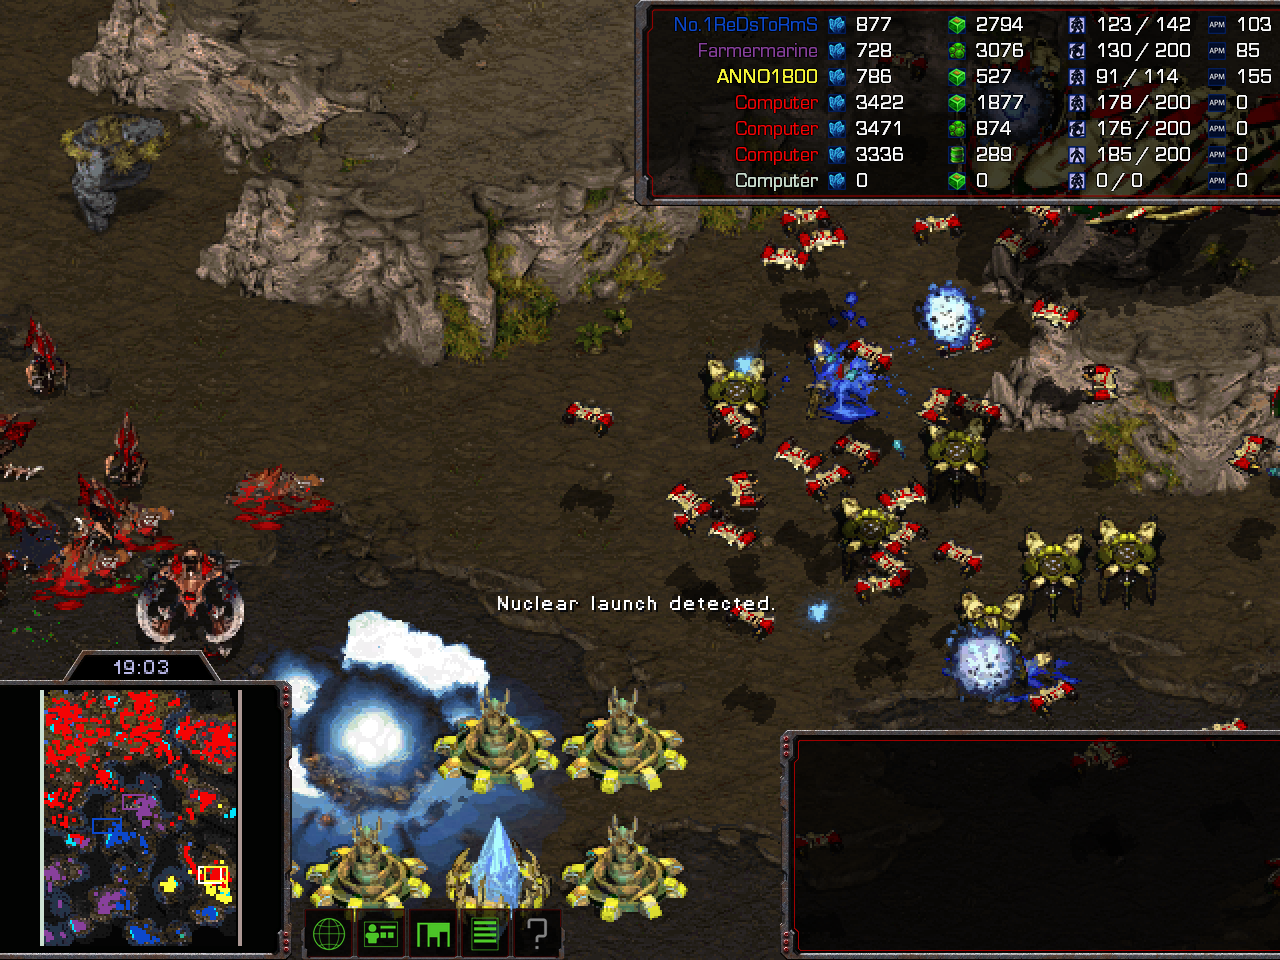 No.1ReDsToRmS 877 2794 123 / 142 APM 103
Farmermarine 728 3076 130 / 200 APM 85
ANNO1800 786 527 91 / 114 APM 155
Computer 3422 1877 178 / 200 APM 0
Computer 3471 874 176 / 200 APM 0
Computer 3336 289 185 / 200 APM 0
Computer 0 0 0 / 0 APM 0
Nuclear launch detected.
19:03
?